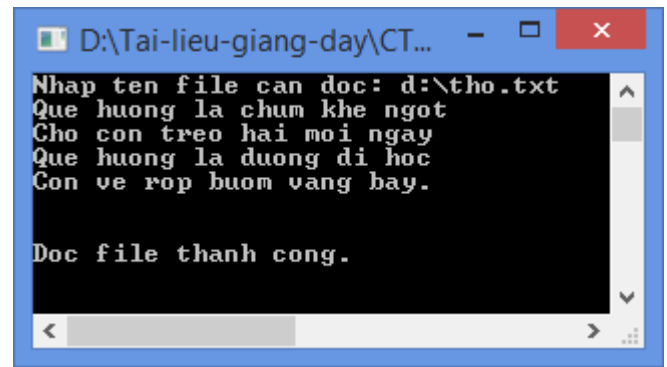 D:\Tai-lieu-giang-day\CT...
Nhap ten file can doc: d:\tho.txt
Que huong la chum khe ngot
Cho con treo hai moi ngay
Que huong la duong di hoc
Con ve rop buom vang bay.
Doc file thanh cong.